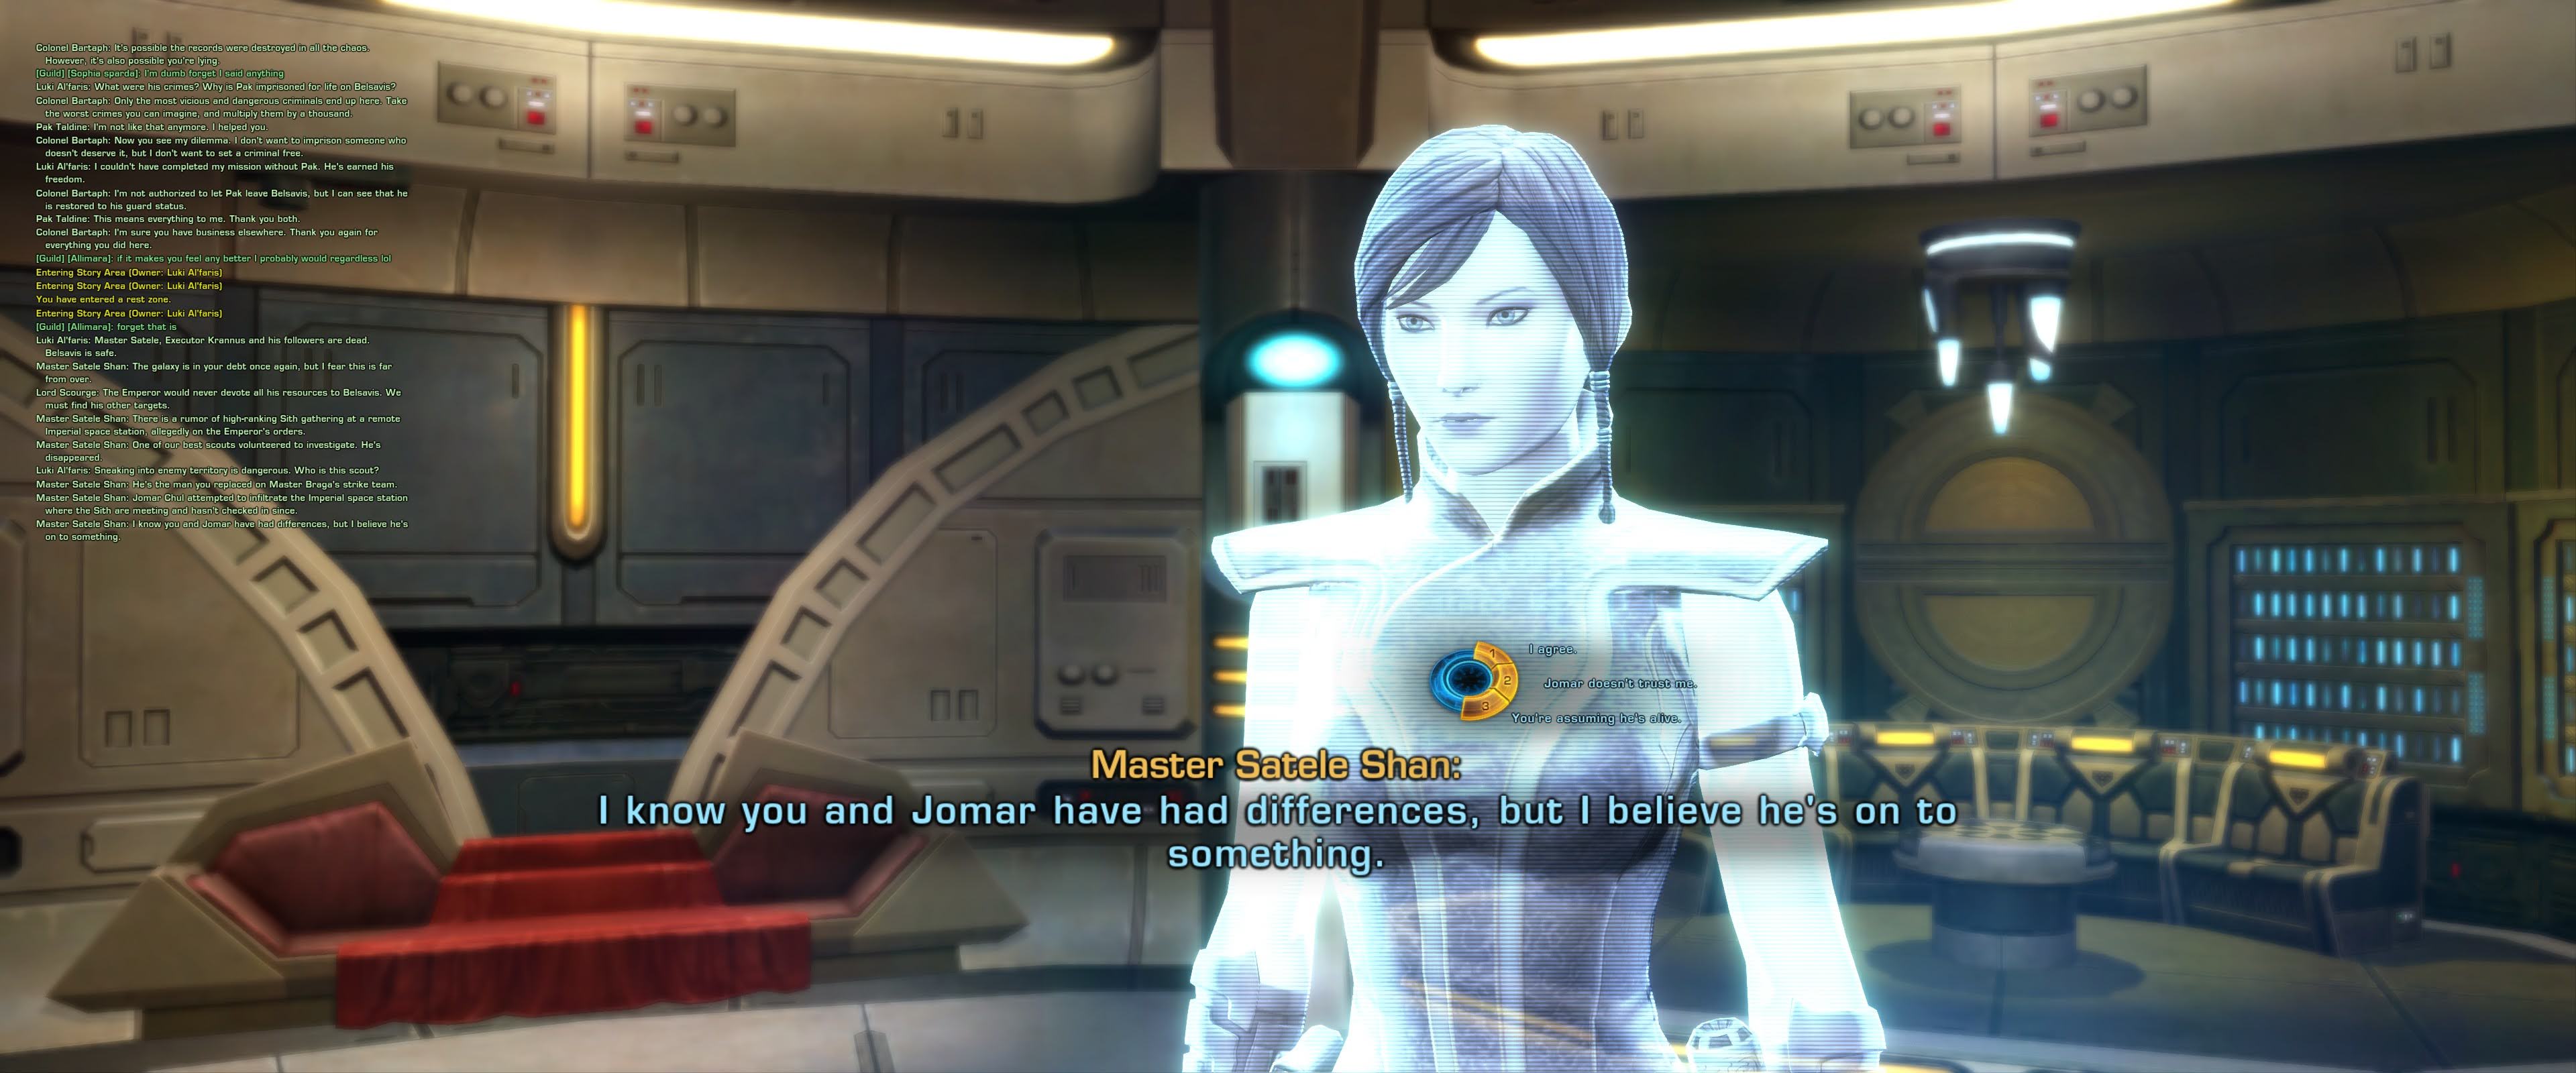 Colonel Bartaph: It's possible the records were destroyed in all the chaos.
However, it's also possible you're lying.
[Guild] [Sophia sparda]: I'm dumb forget I said anything
Luki Al'faris: What were his crimes? Why is Pak imprisoned for life on Belsavis?
Colonel Bartaph: Only the most vicious and dangerous criminals end up here. Take
the worst crimes you can imagine, and multiply them by a thousand.
Pak Taldine: I'm not like that anymore. I helped you.
Colonel Bartaph: Now you see my dilemma. I don't want to imprison someone who
doesn't deserve it, but I don't want to set a criminal free.
Luki Al'faris: I couldn't have completed my mission without Pak. He's earned his
freedom.
Colonel Bartaph: I'm not authorized to let Pak leave Belsavis, but I can see that he
is restored to his guard status.
Pak Taldine: This means everything to me. Thank you both.
Colonel Bartaph: I'm sure you have business elsewhere. Thank you again for
everything you did here.
[Guild] [Allimara]: if it makes you feel any better I probably would regardless lol
Entering Story Area (Owner: Luki Al'faris)
Entering Story Area (Owner: Luki Al'faris)
You have entered a rest zone.
Entering Story Area (Owner: Luki Al'faris)
[Guild] [Allimara]: forget that is
Luki Al'faris: Master Satele, Executor Krannus and his followers are dead.
Belsavis is safe.
Master Satele Shan: The galaxy is in your debt once again, but I fear this is far
from over.
Lord Scourge: The Emperor would never devote all his resources to Belsavis. We
must find his other targets.
Master Satele Shan: There is a rumor of high-ranking Sith gathering at a remote
Imperial space station, allegedly on the Emperor's orders.
Master Satele Shan: One of our best scouts volunteered to investigate. He's
disappeared.
Luki Al'faris: Sneaking into enemy territory is dangerous. Who is this scout?
Master Satele Shan: He's the man you replaced on Master Braga's strike team.
Master Satele Shan: Jomar Chul attempted to infiltrate the Imperial space station
where the Sith are meeting and hasn't checked in since.
Master Satele Shan: I know you and Jomar have had differences, but I believe he's
on to something.
1 I agree.
2 Jomar doesn't trust me.
3 You're assuming he's alive.
Master Satele Shan:
I know you and Jomar have had differences, but I believe he's on to
something.